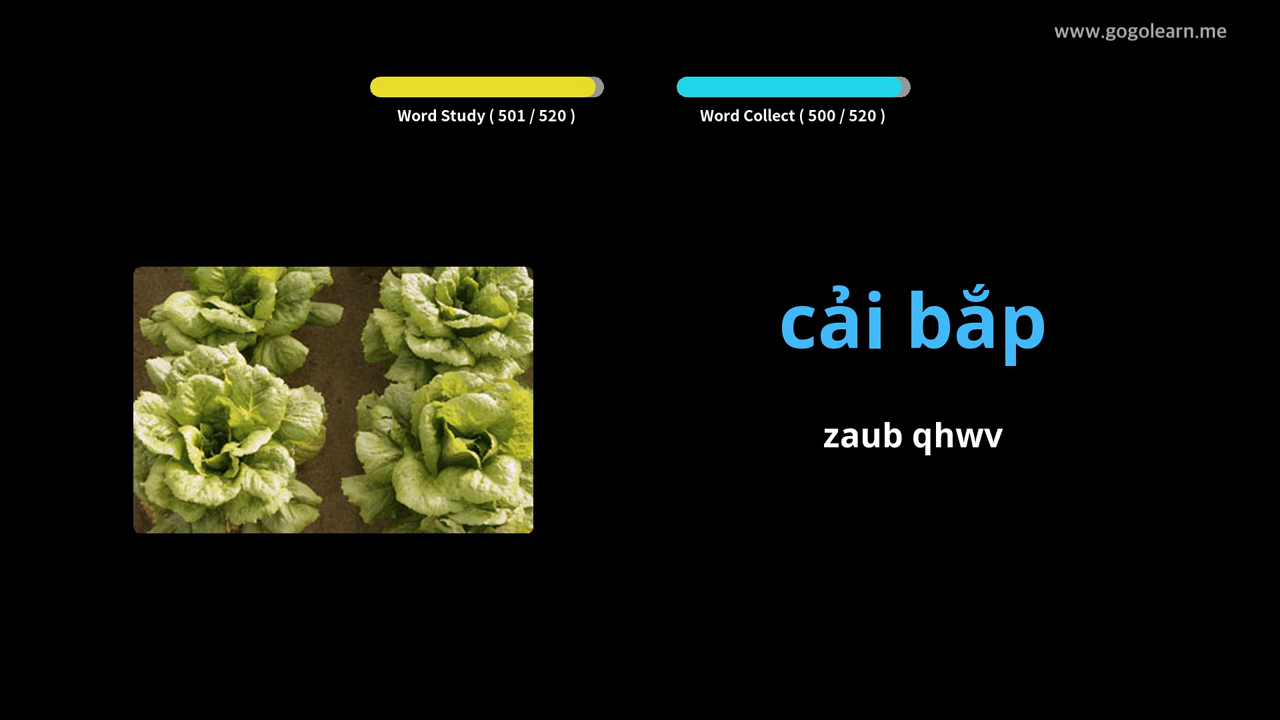 www.gogolearn.me
Word Study ( 501 / 520 )
Word Collect ( 500 / 520 )
cải bắp
zaub qhwv